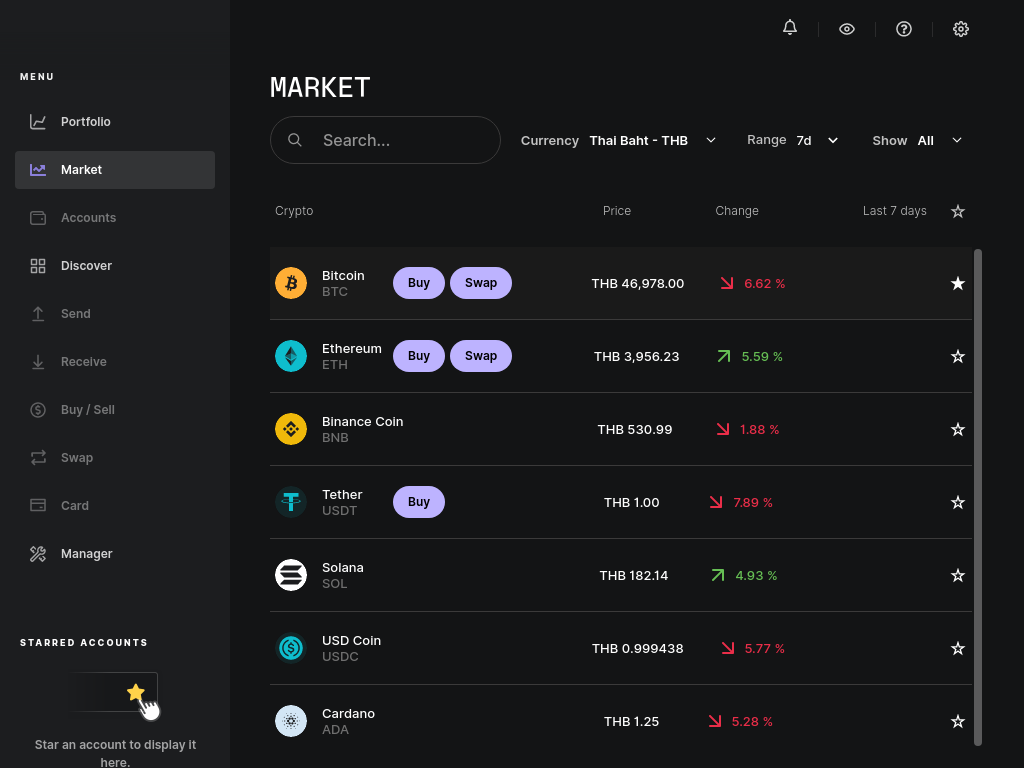 MENU
Portfolio
Market
Accounts
Discover
Send
Receive
Buy / Sell
Swap
Card
Manager
STARRED ACCOUNTS
Star an account to display it
here.
MARKET
Search...
Currency Thai Baht - THB
Range 7d
Show All
Crypto Price Change Last 7 days
Bitcoin
BTC
Buy Swap THB 46,978.00 6.62 %
Ethereum
ETH
Buy Swap THB 3,956.23 5.59 %
Binance Coin
BNB
THB 530.99 1.88 %
Tether
USDT
Buy THB 1.00 7.89 %
Solana
SOL
THB 182.14 4.93 %
USD Coin
USDC
THB 0.999438 5.77 %
Cardano
ADA
THB 1.25 5.28 %